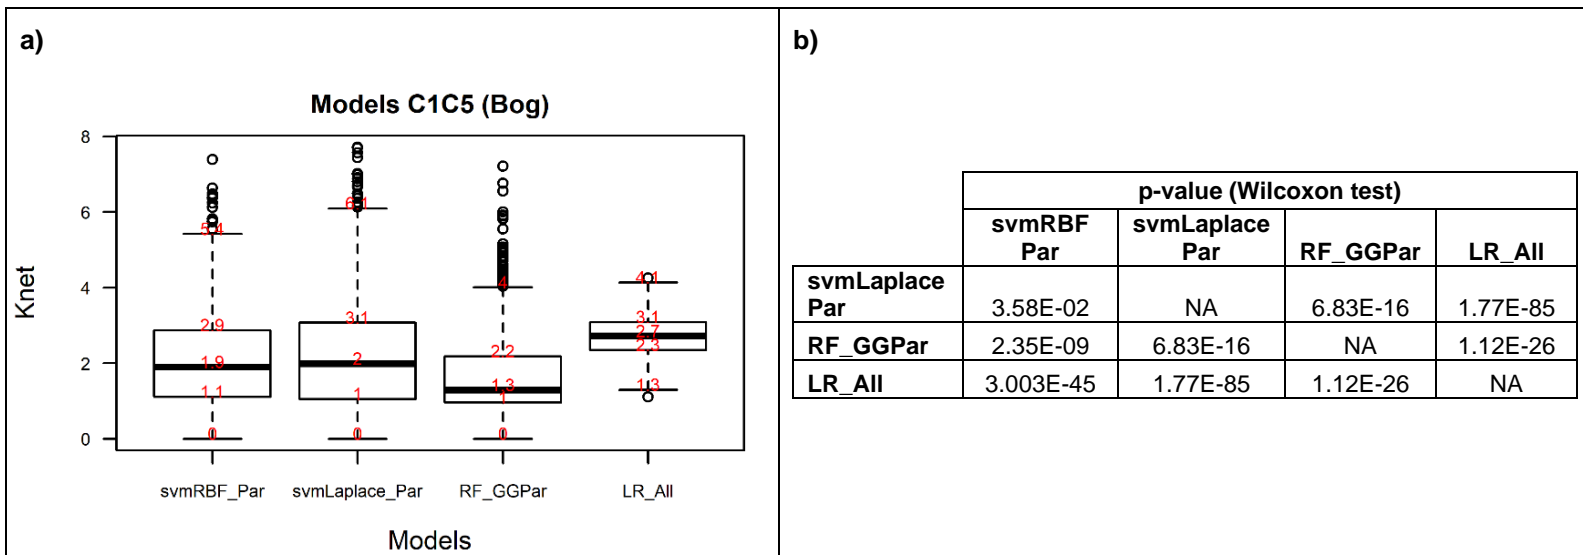 a)
Models C1C5 (Bog)
8
6
4
2
0
Knet
5.4
2.9
1.9
1.1
0
6.1
3.1
2
1
0
4
2.2
1.3
1
0
4.1
3.1
2.7
2.3
1.3
svmRBF_Par svmLaplace_Par RF_GGPar LR_All
Models
b)
p-value (Wilcoxon test)
svmRBF Par svmLaplace Par RF_GGPar LR_All
svmLaplace Par 3.58E-02 NA 6.83E-16 1.77E-85
RF_GGPar 2.35E-09 6.83E-16 NA 1.12E-26
LR_All 3.003E-45 1.77E-85 1.12E-26 NA